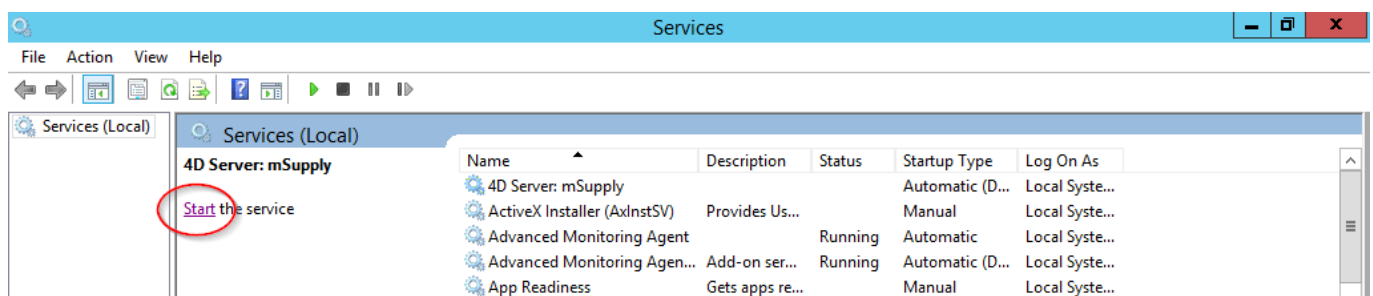 Services
File Action View Help
Services (Local)
Services (Local)
4D Server: mSupply
Start the service
Name Description Status Startup Type Log On As
4D Server: mSupply Automatic (D... Local Syste...
ActiveX Installer (AxInstSV) Provides Us... Manual Local Syste...
Advanced Monitoring Agent Running Automatic Local Syste...
Advanced Monitoring Agen... Add-on ser... Running Automatic (D... Local Syste...
App Readiness Gets apps re... Manual Local Syste...